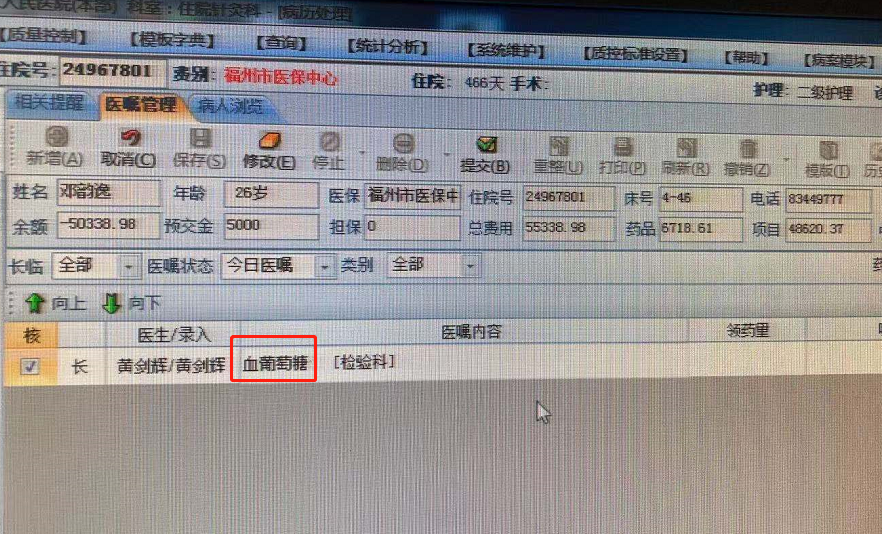 人民医院(本部) 科室：住院针灸科 - [病历处理]
【质量控制】 【模板字典】 【查询】 【统计分析】 【系统维护】 【质控标准设置】 【帮助】 【病案模块】
住院号: 24967801 费别: 福州市医保中心 住院: 466天 手术: 护理: 二级护理
相关提醒 医嘱管理 病人浏览
新增(A) 取消(C) 保存(S) 修改(E) 停止 删除(D) 提交(B) 重整(U) 打印(P) 刷新(R) 撤销(Z) 模版(T) 历史
姓名 邓韵逸 年龄 26岁 医保 福州市医保中 住院号 24967801 床号 4-46 电话 83449777
余额 -50338.98 预交金 5000 担保 0 总费用 55338.98 药品 6718.61 项目 48620.37
长临 全部 医嘱状态 今日医嘱 类别 全部 药
向上 向下
核 医生/录入 医嘱内容 领药量
长 黄剑辉/黄剑辉 血葡萄糖 [检验科]